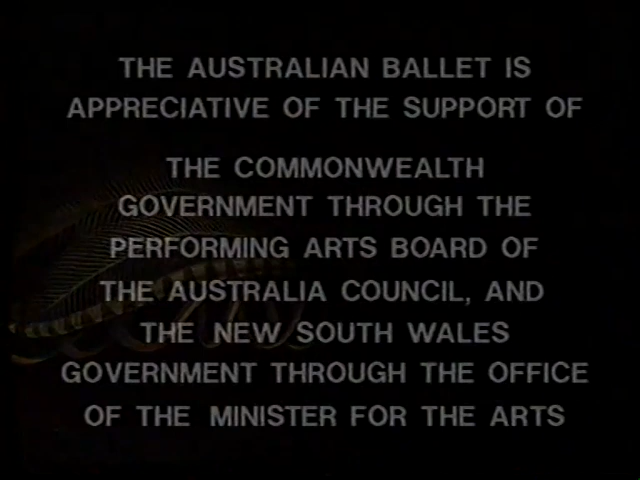 THE AUSTRALIAN BALLET IS
APPRECIATIVE OF THE SUPPORT OF
THE COMMONWEALTH
GOVERNMENT THROUGH THE
PERFORMING ARTS BOARD OF
THE AUSTRALIA COUNCIL, AND
THE NEW SOUTH WALES
GOVERNMENT THROUGH THE OFFICE
OF THE MINISTER FOR THE ARTS